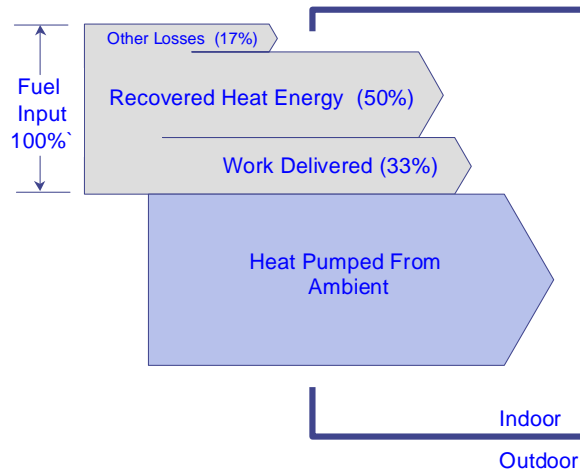 Other Losses (17%)
Fuel
Input
100%`
Recovered Heat Energy (50%)
Work Delivered (33%)
Heat Pumped From
Ambient
Indoor
Outdoor